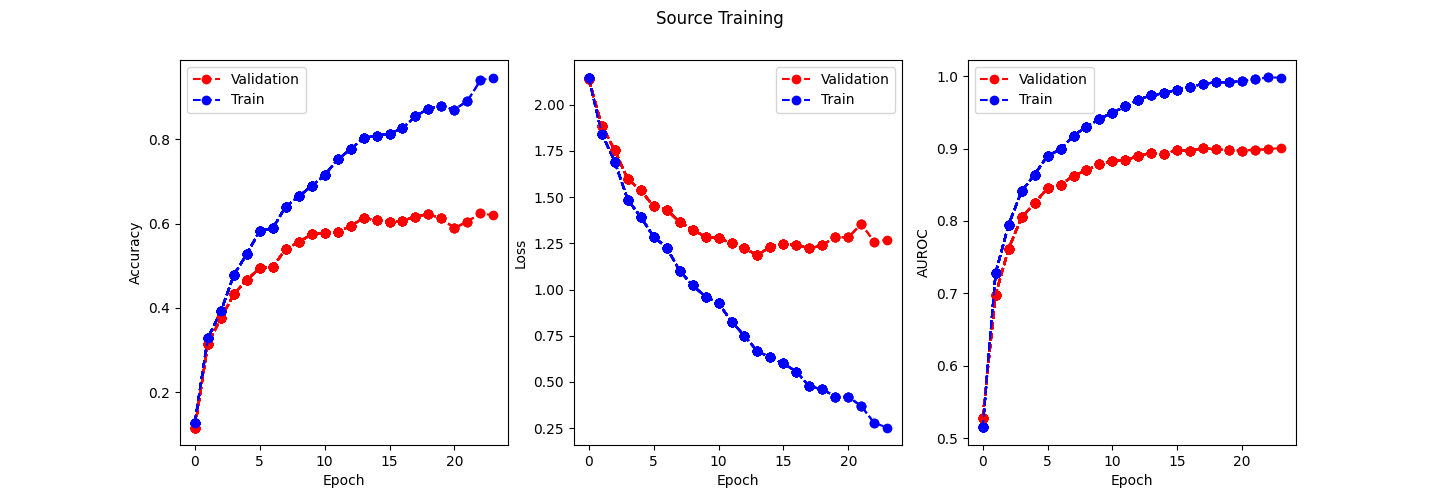 Source Training
Validation
Train
0.8
0.6
0.4
0.2
Accuracy
0 5 10 15 20
Epoch
Validation
Train
2.00
1.75
1.50
1.25
1.00
0.75
0.50
0.25
Loss
0 5 10 15 20
Epoch
Validation
Train
1.0
0.9
0.8
0.7
0.6
0.5
AUROC
0 5 10 15 20
Epoch